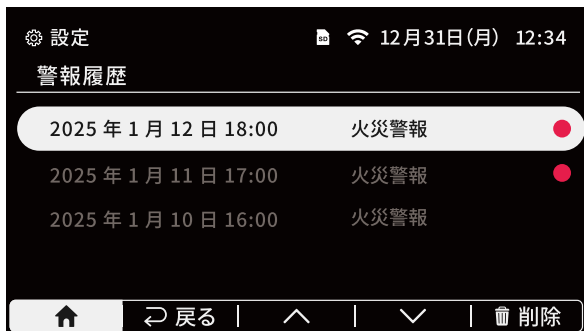 設定 SD 12月31日(月) 12:34
警報履歴
2025 年 1 月 12 日 18:00 火災警報
2025 年 1 月 11 日 17:00 火災警報
2025 年 1 月 10 日 16:00 火災警報
戻る 削除